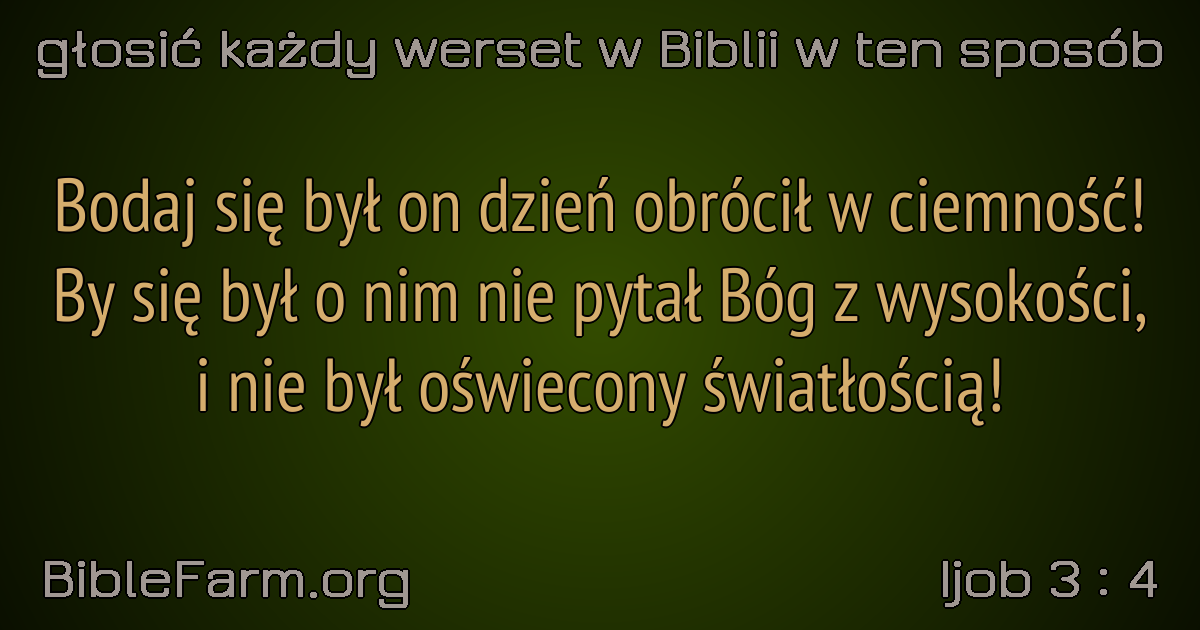 głosić każdy werset w Biblii w ten sposób
Bodaj się był on dzień obrócił w ciemność!
By się był o nim nie pytał Bóg z wysokości,
i nie był oświecony światłością!
BibleFarm.org
Ijob 3 : 4